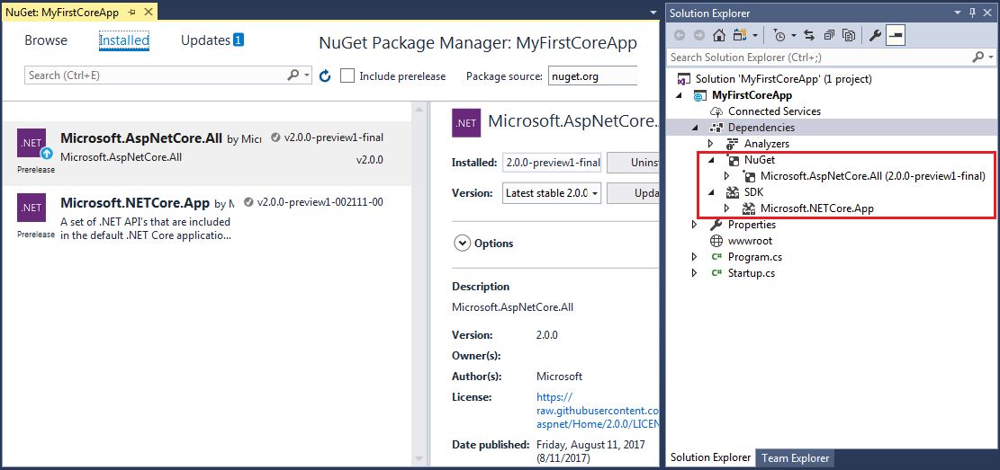 NuGet: MyFirstCoreApp
Browse
Installed
Updates 1
NuGet Package Manager: MyFirstCoreApp
Search (Ctrl+E)
Include prerelease
Package source:
nuget.org
.NET
Prerelease
Microsoft.AspNetCore.All by Micr
v2.0.0-preview1-final
Microsoft.AspNetCore.All
v2.0.0
.NET
Prerelease
Microsoft.NETCore.App by M
v2.0.0-preview1-002111-00
A set of .NET API's that are included
in the default .NET Core applicatio...
.NET
Microsoft.AspNetCore.
Installed:
2.0.0-preview1-final
Unins
Version:
Latest stable 2.0.0
Upda
Options
Description
Microsoft.AspNetCore.All
Version:
2.0.0
Owner(s):
Author(s):
Microsoft
License:
https://
raw.githubusercontent.co
aspnet/Home/2.0.0/LICEN
Date published:
Friday, August 11, 2017
(8/11/2017)
Solution Explorer
Search Solution Explorer (Ctrl+;)
Solution 'MyFirstCoreApp' (1 project)
MyFirstCoreApp
Connected Services
Dependencies
Analyzers
NuGet
Microsoft.AspNetCore.All (2.0.0-preview1-final)
SDK
Microsoft.NETCore.App
Properties
wwwroot
C# Program.cs
C# Startup.cs
Solution Explorer
Team Explorer